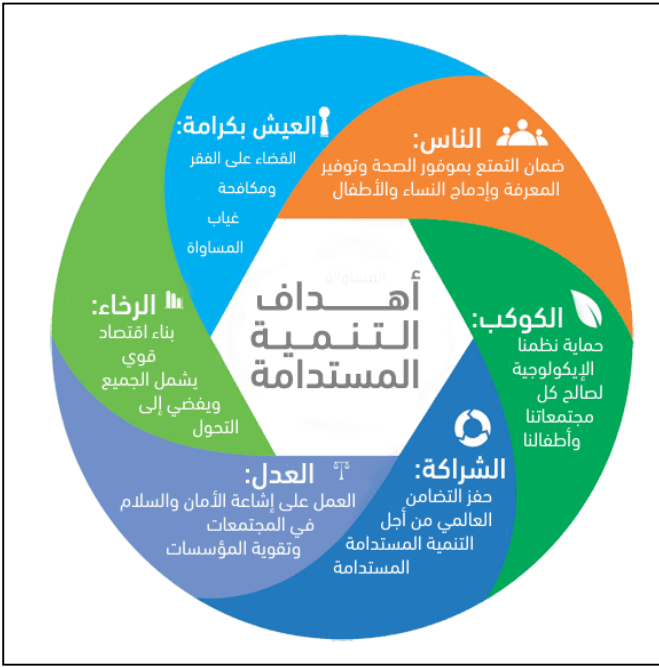 العيش بكرامة:
القضاء على الفقر
ومكافحة
غياب
المساواة
الناس:
ضمان التمتع بموفور الصحة وتوفير
المعرفة وإدماج النساء والأطفال
الكوكب:
حماية نظمنا
الإيكولوجية
لصالح كل
مجتمعاتنا
وأطفالنا
الشراكة:
حفز التضامن
العالمي من أجل
التنمية المستدامة
المستدامة
العدل:
العمل على إشاعة الأمان والسلام
في المجتمعات
وتقوية المؤسسات
الرخاء:
بناء اقتصاد
قوي
يشمل الجميع
ويفضي إلى
التحول
المساواة
أهداف
التنمية
المستدامة